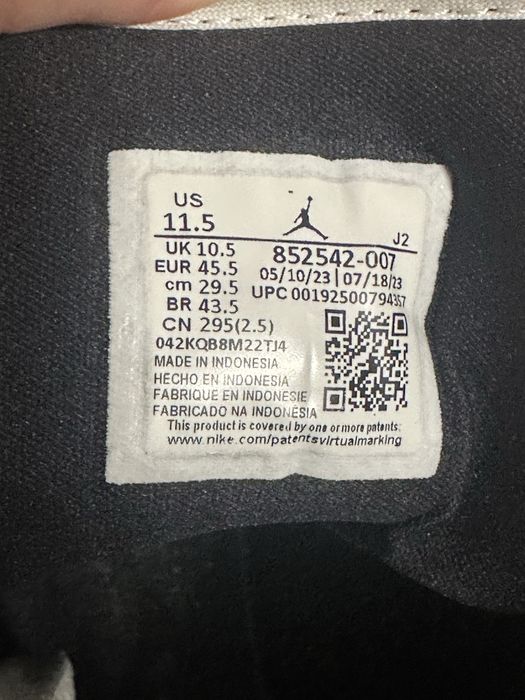 US
11.5
J2
UK 10.5
852542-007
EUR 45.5
05/10/23 | 07/18/23
cm 29.5
UPC 00192500794357
BR 43.5
CN 295(2.5)
042KQB8M22TJ4
MADE IN INDONESIA
HECHO EN INDONESIA
FABRIQUE EN INDONESIE
FABRICADO NA INDONÉSIA
This product is covered by one or more patents:
www.nike.com/patentsvirtualmarking